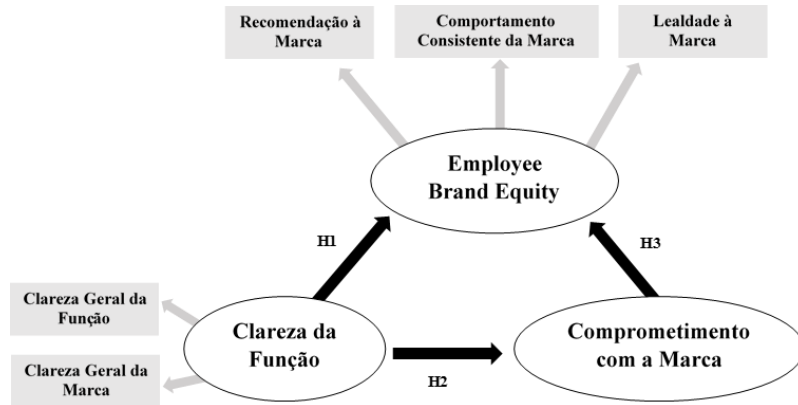 Recomendação à
Marca
Comportamento
Consistente da Marca
Lealdade à
Marca
Employee
Brand Equity
H1
H3
Clareza Geral da
Função
Clareza Geral da
Marca
Clareza da
Função
H2
Comprometimento
com a Marca